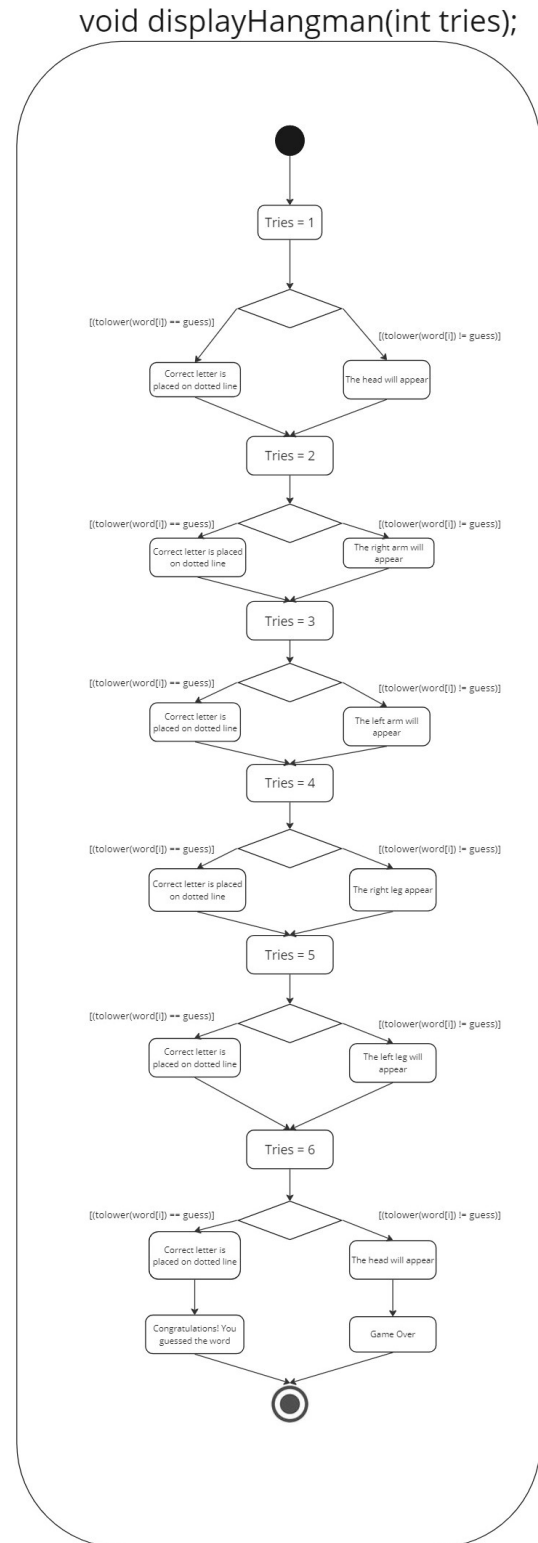 void displayHangman(int tries);
Tries = 1
[(tolower(word[i]) == guess)]
[(tolower(word[i]) != guess)]
Correct letter is
placed on dotted line
The head will appear
Tries = 2
[(tolower(word[i]) == guess)]
[(tolower(word[i]) != guess)]
Correct letter is placed
on dotted line
The right arm will
appear
Tries = 3
[(tolower(word[i]) == guess)]
[(tolower(word[i]) != guess)]
Correct letter is
placed on dotted line
The left arm will
appear
Tries = 4
[(tolower(word[i]) == guess)]
[(tolower(word[i]) != guess)]
Correct letter is placed
on dotted line
The right leg appear
Tries = 5
[(tolower(word[i]) == guess)]
[(tolower(word[i]) != guess)]
Correct letter is
placed on dotted line
The left leg will
appear
Tries = 6
[(tolower(word[i]) == guess)]
[(tolower(word[i]) != guess)]
Correct letter is
placed on dotted line
The head will appear
Congratulations! You
guessed the word
Game Over